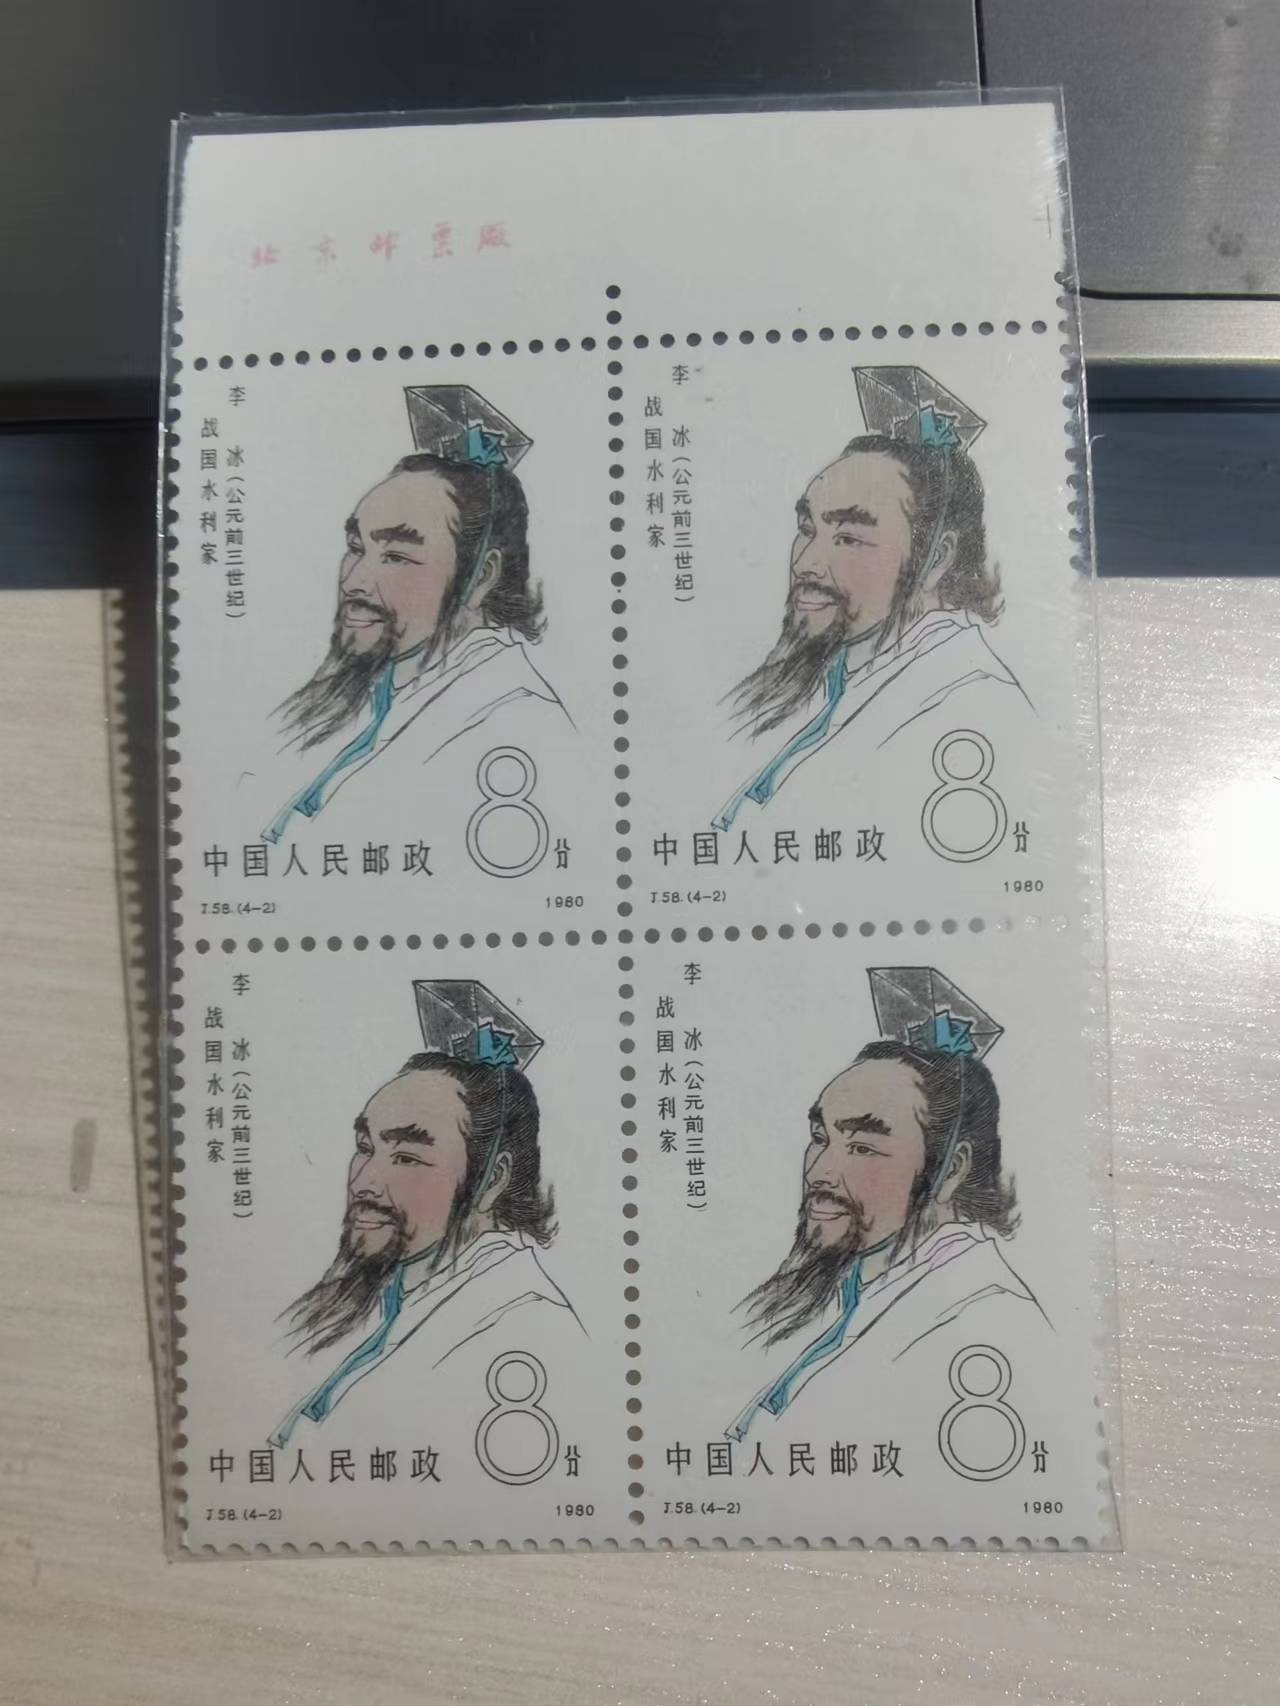 北京邮票厂
李冰(公元前三世纪)
战国水利家
8分
中国人民邮政
J.58.(4-2)
1980
李冰(公元前三世纪)
战国水利家
8分
中国人民邮政
J.58.(4-2)
1980
李冰(公元前三世纪)
战国水利家
8分
中国人民邮政
J.58.(4-2)
1980
李冰(公元前三世纪)
战国水利家
8分
中国人民邮政
J.58.(4-2)
1980